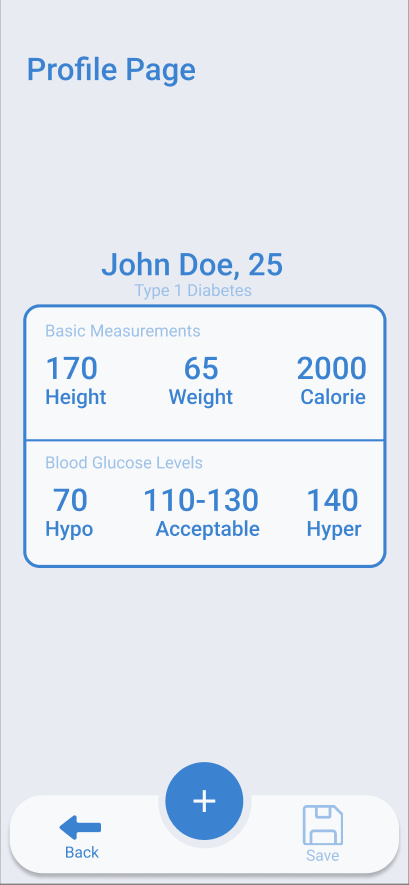 Profile Page
John Doe, 25
Type 1 Diabetes
Basic Measurements
170 65 2000
Height Weight Calorie
Blood Glucose Levels
70 110-130 140
Hypo Acceptable Hyper
+
Back Save